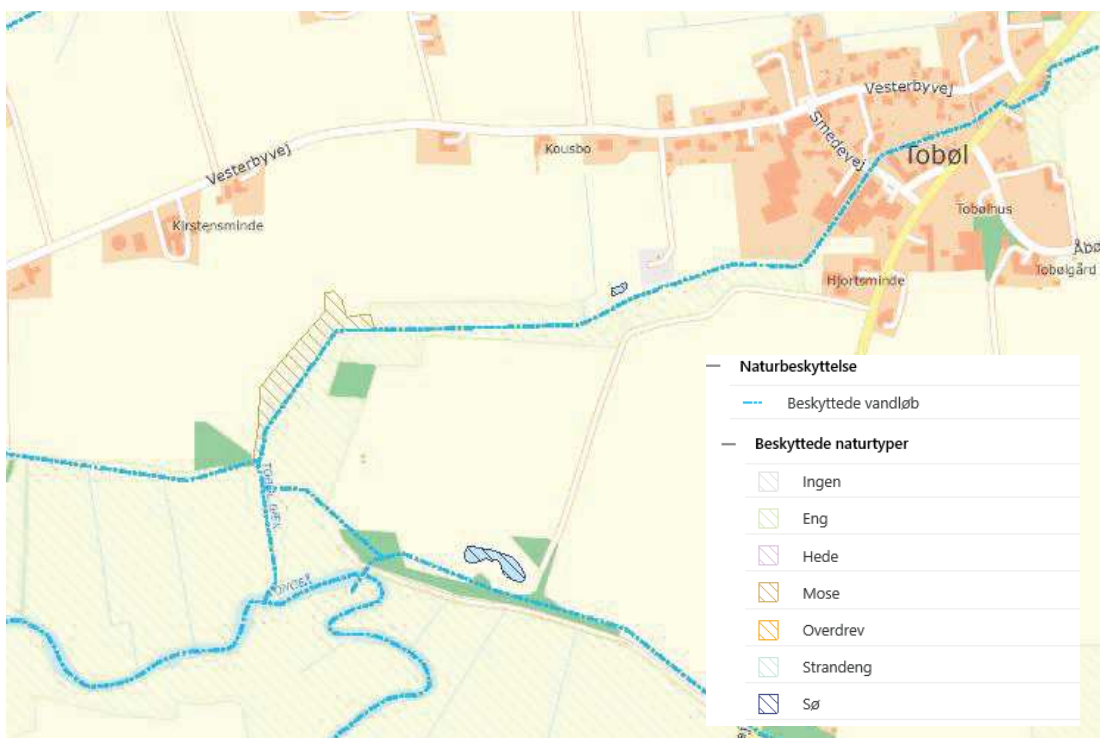 Vesterbyvej
Smedevej
Tobøl
Kousbo
Vesterbyvej
Kirstensminde
Tobølhus
Åbø
Tobølgård
Hjortsminde
Naturbeskyttelse
Beskyttede vandløb
Beskyttede naturtyper
Ingen
Eng
Hede
Mose
Overdrev
Strandeng
Sø